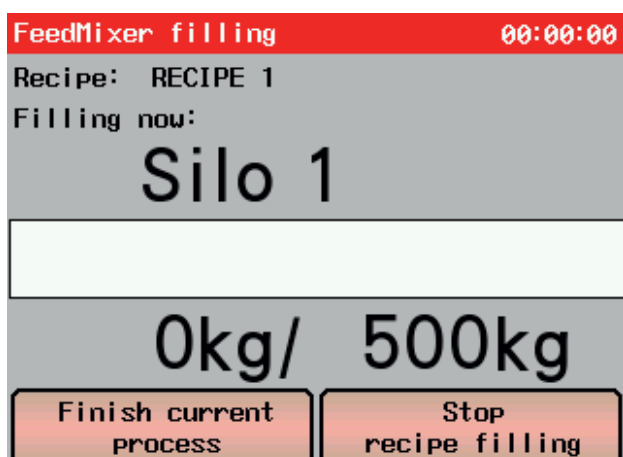 FeedMixer filling 00:00:00
Recipe: RECIPE 1
Filling now:
Silo 1
0kg/ 500kg
Finish current process
Stop recipe filling